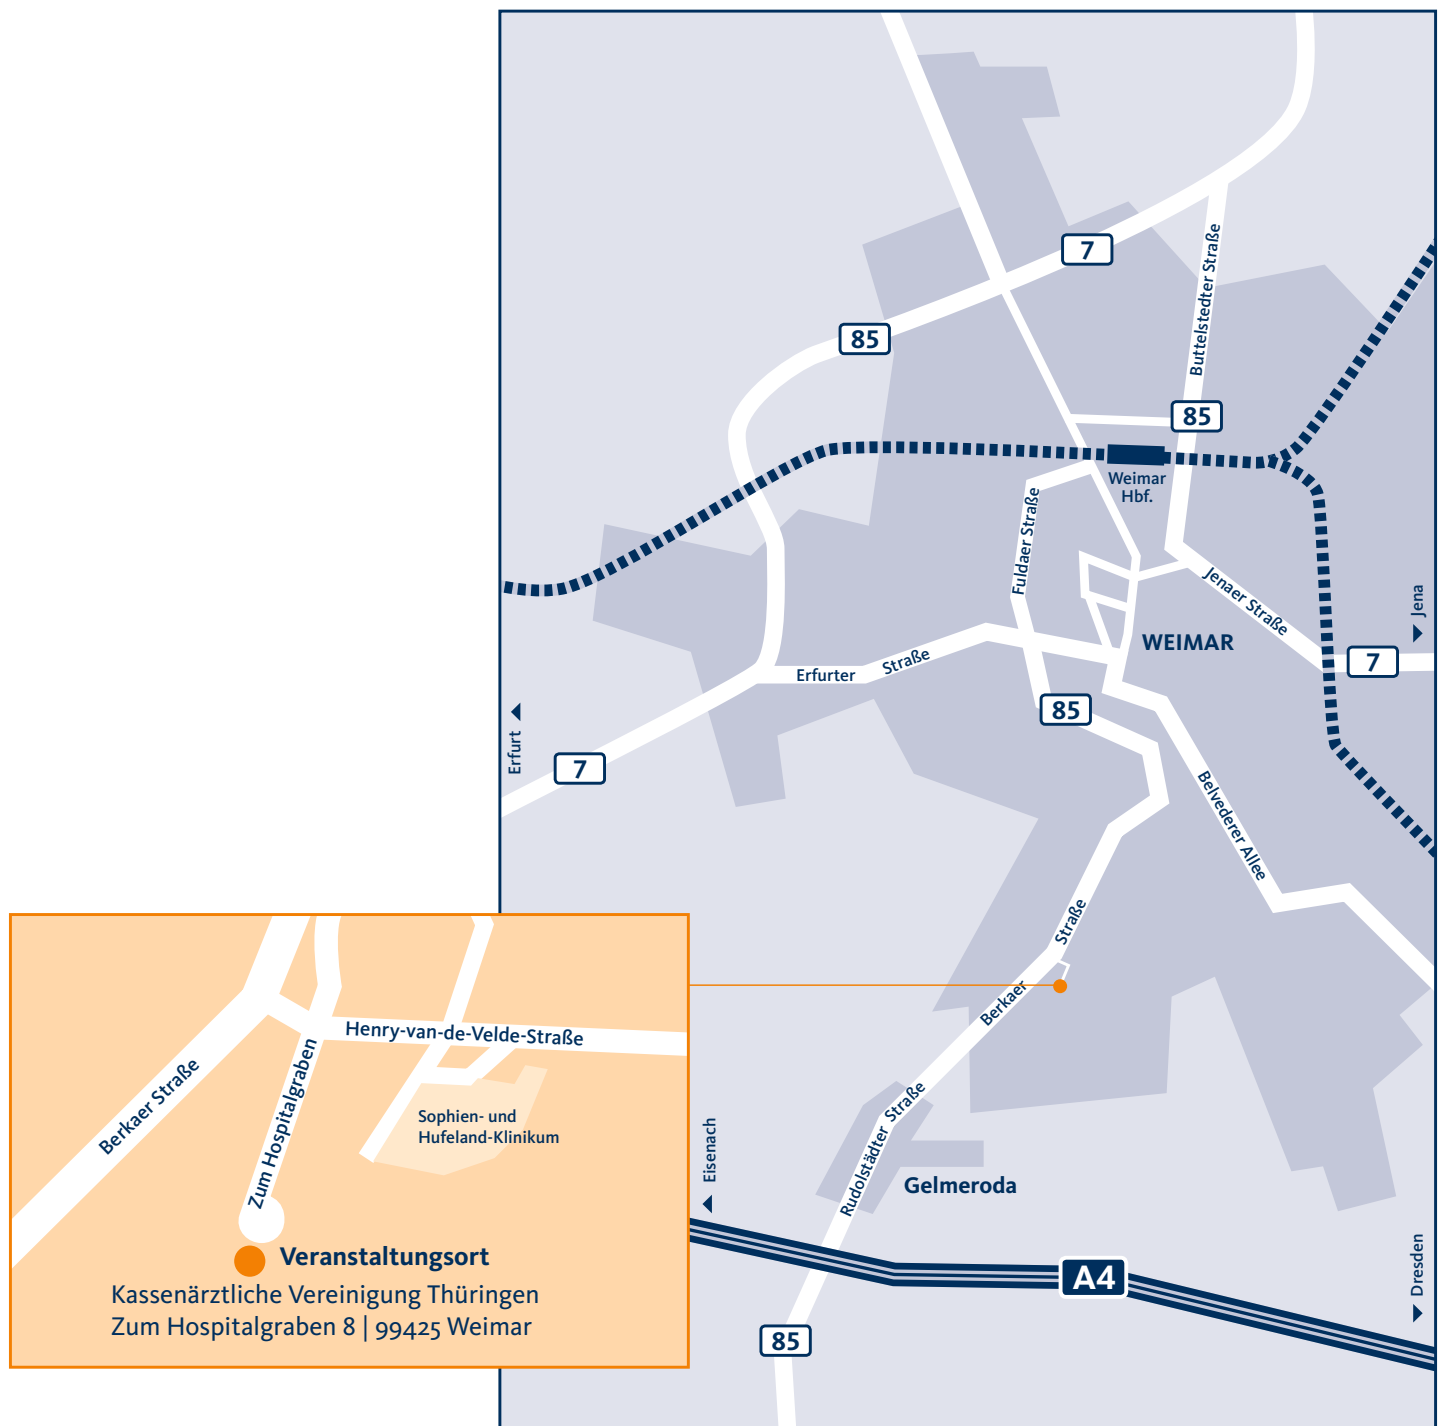 7
85
Buttelstedter Straße
85
Weimar
Hbf.
Fuldaer Straße
Jenaer Straße
Jena
WEIMAR
7
Erfurter Straße
85
Erfurt
7
Belvederer Allee
Berkaer Straße
Henry-van-de-Velde-Straße
Berkaer Straße
Zum Hospitalgraben
Sophien- und
Hufeland-Klinikum
Rudolstädter Straße
Eisenach
Gelmeroda
Veranstaltungsort
Kassenärztliche Vereinigung Thüringen
Zum Hospitalgraben 8 | 99425 Weimar
A4
Dresden
85